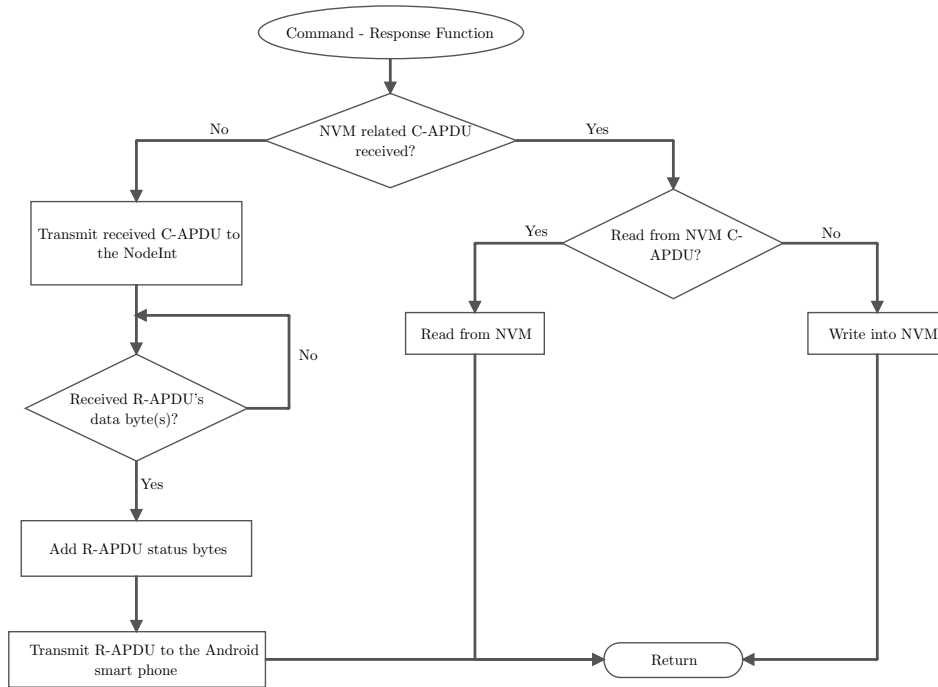 Command - Response Function
NVM related C-APDU
received?
No
Yes
Transmit received C-APDU to
the NodeInt
Read from NVM C-
APDU?
Yes
No
Read from NVM
Write into NVM
No
Received R-APDU's
data byte(s)?
Yes
Add R-APDU status bytes
Transmit R-APDU to the Android
smart phone
Return